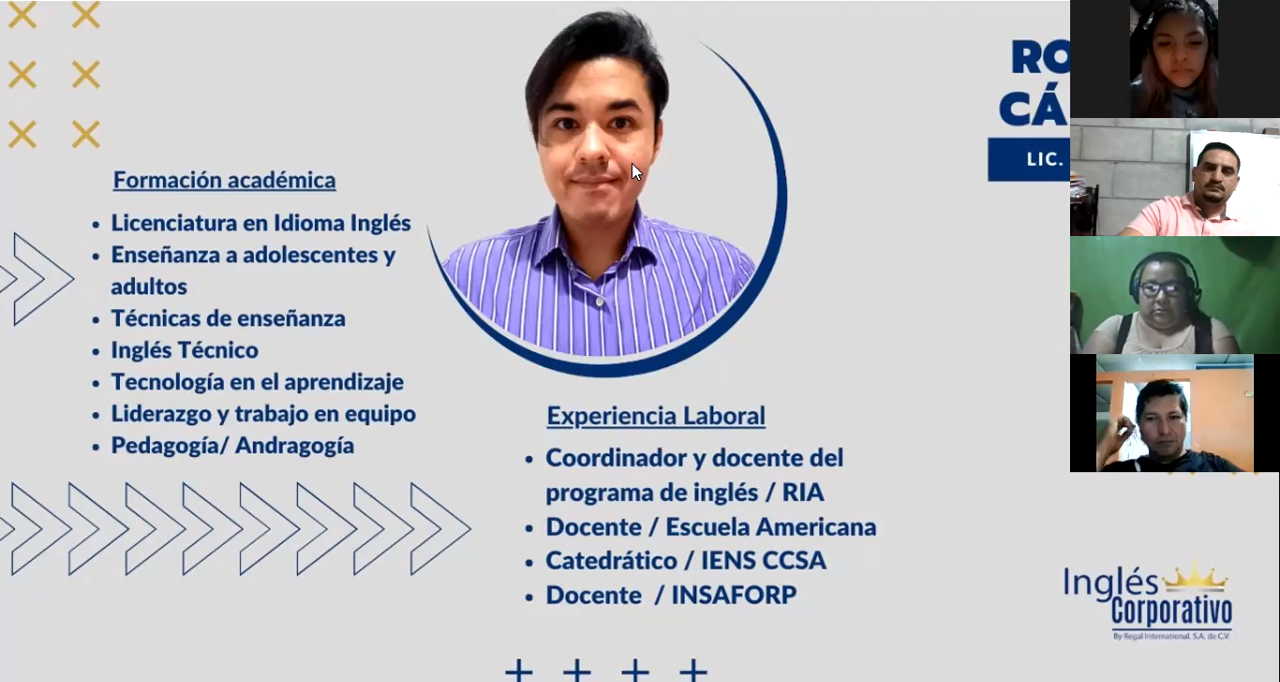 RO
CÁ
LIC.
Formación académica
Licenciatura en Idioma Inglés
Enseñanza a adolescentes y
adultos
Técnicas de enseñanza
Inglés Técnico
Tecnología en el aprendizaje
Liderazgo y trabajo en equipo
Pedagogía/ Andragogía
Experiencia Laboral
Coordinador y docente del
programa de inglés / RIA
Docente / Escuela Americana
Catedrático / IENS CCSA
Docente / INSAFORP
Inglés
Corporativo
By Regal International, S.A. de C.V